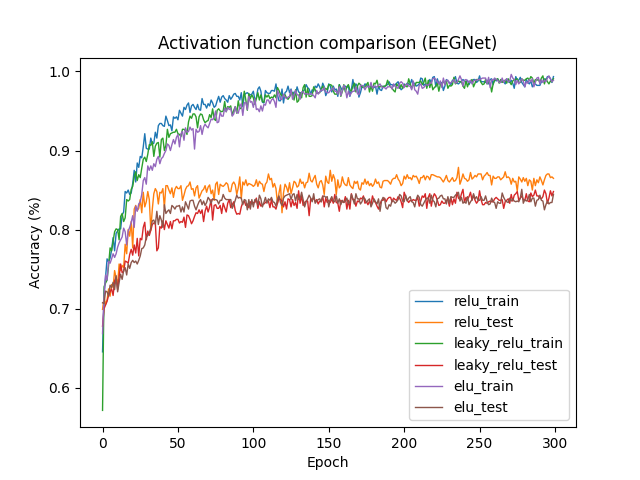 Activation function comparison (EEGNet)
Accuracy (%)
1.0
0.9
0.8
0.7
0.6
relu_train
relu_test
leaky_relu_train
leaky_relu_test
elu_train
elu_test
0 50 100 150 200 250 300
Epoch